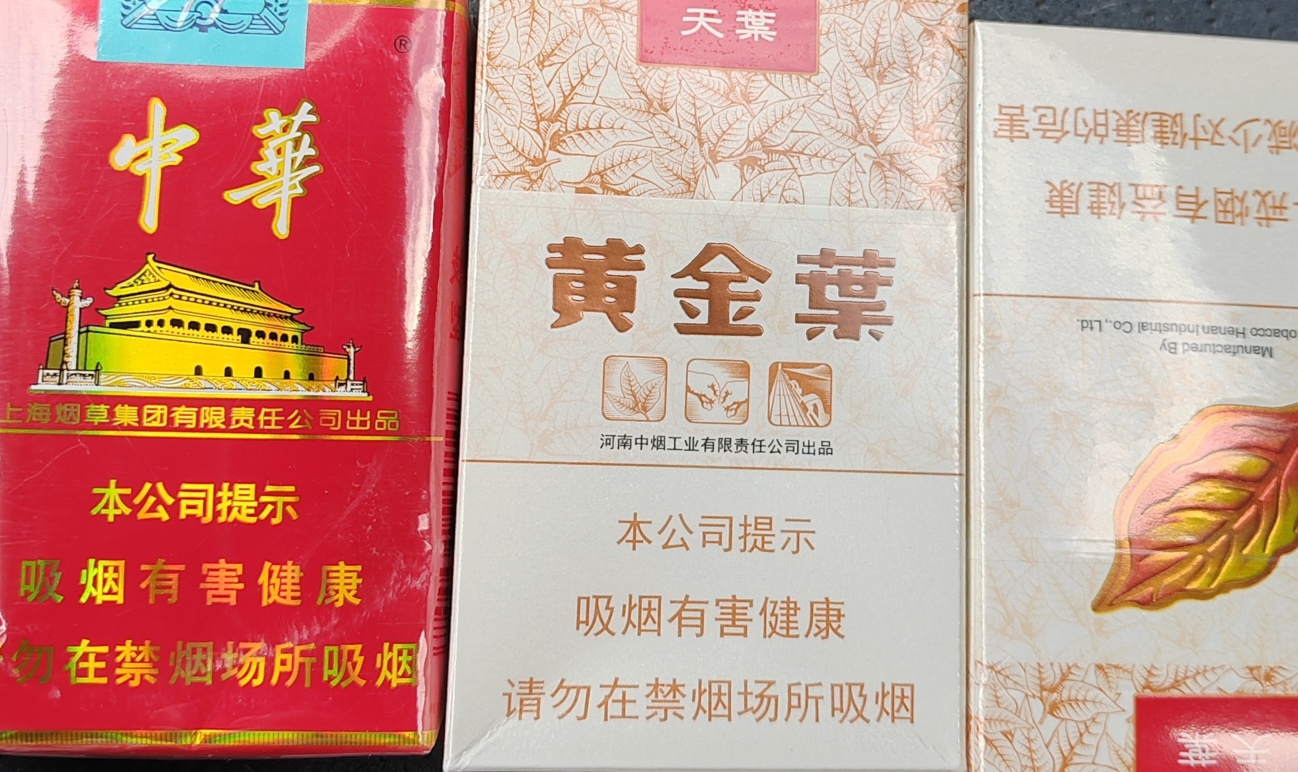 ®
中華
上海烟草集团有限责任公司出品
本公司提示
吸烟有害健康
勿在禁烟场所吸烟
天葉
黄金葉
河南中烟工业有限责任公司出品
本公司提示
吸烟有害健康
请勿在禁烟场所吸烟
天葉
Manufactured By
obacco Henan Industrial Co., Ltd.
戒烟有益健康
减少对健康的危害